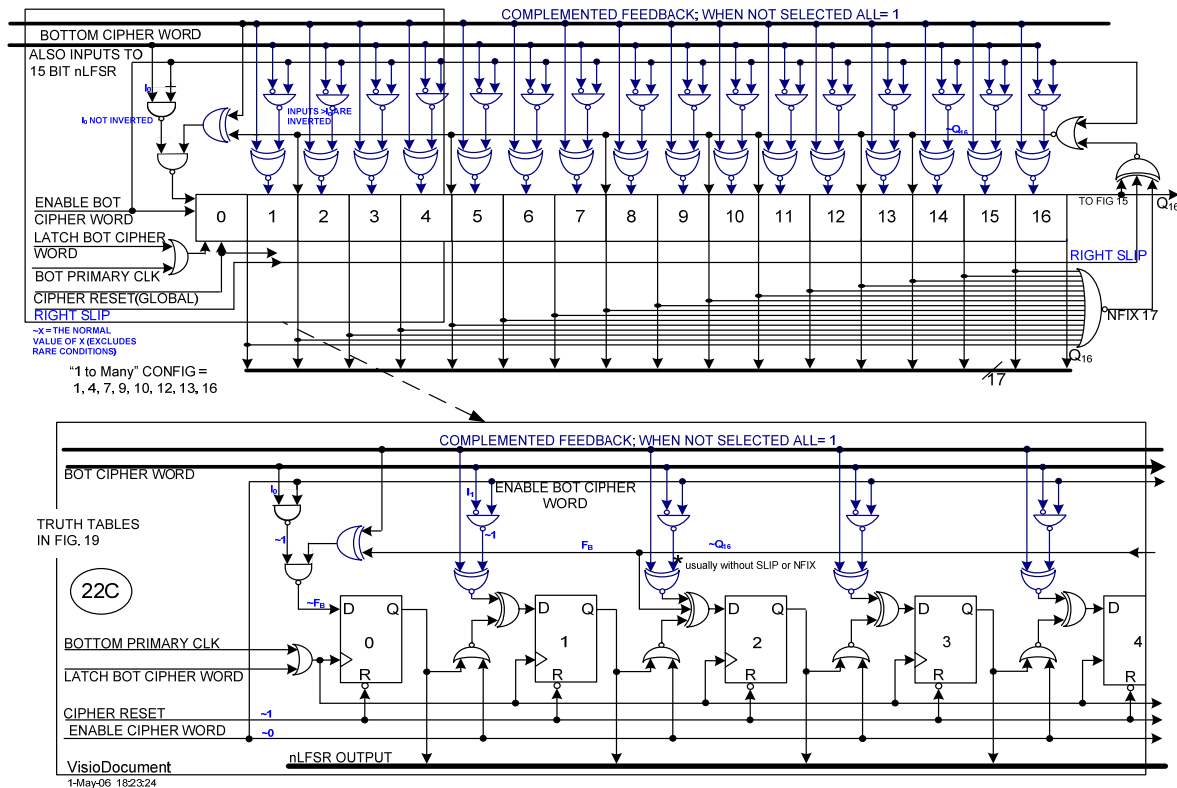 COMPLEMENTED FEEDBACK; WHEN NOT SELECTED ALL= 1
BOTTOM CIPHER WORD
ALSO INPUTS TO
15 BIT nLFSR
I0
I0 NOT INVERTED
INPUTS >I0 ARE
INVERTED
~Q16
ENABLE BOT
CIPHER WORD
0 1 2 3 4 5 6 7 8 9 10 11 12 13 14 15 16
TO FIG 15
Q16
LATCH BOT CIPHER
WORD
BOT PRIMARY CLK
CIPHER RESET(GLOBAL)
RIGHT SLIP
RIGHT SLIP
NFIX 17
~X = THE NORMAL
VALUE OF X (EXCLUDES
RARE CONDITIONS)
Q16
17
"1 to Many" CONFIG =
1, 4, 7, 9, 10, 12, 13, 16
COMPLEMENTED FEEDBACK; WHEN NOT SELECTED ALL= 1
BOT CIPHER WORD
I0
I1
ENABLE BOT CIPHER
WORD
TRUTH TABLES
IN FIG. 19
~1
~1
FB
~Q16
* usually without SLIP or NFIX
22C
~FB
D Q
0
R
D Q
1
R
D Q
2
R
D Q
3
R
D
4
R
BOTTOM PRIMARY CLK
LATCH BOT CIPHER WORD
CIPHER RESET
~1
ENABLE CIPHER WORD
~0
nLFSR OUTPUT
VisioDocument
1-May-06 18:23:24